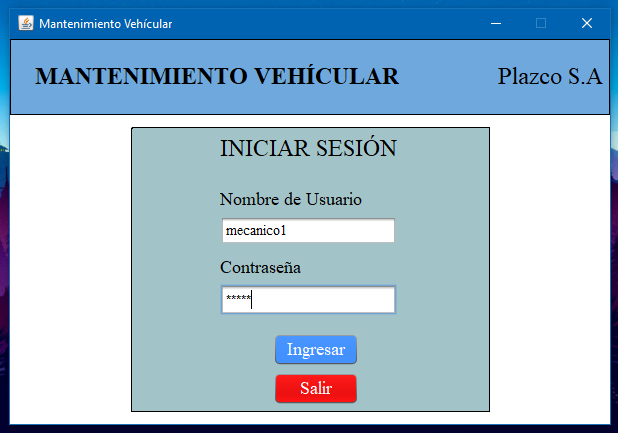 Mantenimiento Vehícular
MANTENIMIENTO VEHÍCULAR
Plazco S.A
INICIAR SESIÓN
Nombre de Usuario
mecanico1
Contraseña
*****
Ingresar
Salir